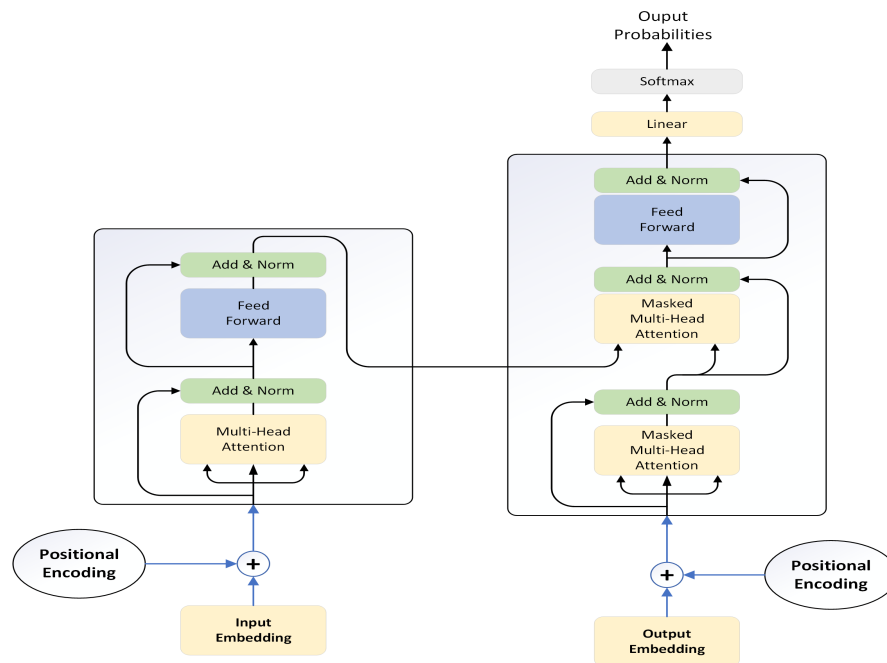 Ouput
Probabilities
Softmax
Linear
Add & Norm
Feed
Forward
Add & Norm
Masked
Multi-Head
Attention
Add & Norm
Masked
Multi-Head
Attention
Add & Norm
Feed
Forward
Add & Norm
Multi-Head
Attention
Positional
Encoding
+
Input
Embedding
+
Positional
Encoding
Output
Embedding